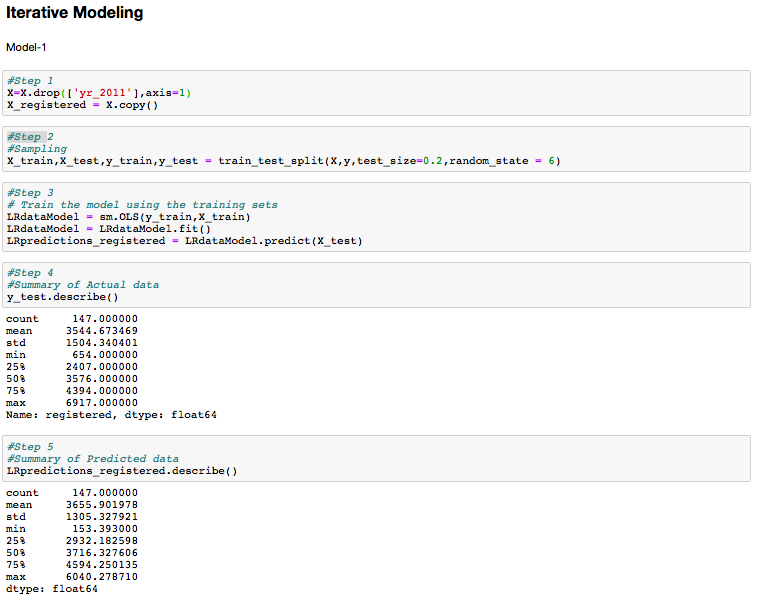 Iterative Modeling
Model-1
#Step 1
X=X.drop(['yr_2011'],axis=1)
X_registered = X.copy()
#Step 2
#Sampling
X_train,X_test,y_train,y_test = train_test_split(X,y,test_size=0.2,random_state = 6)
#Step 3
# Train the model using the training sets
LRdataModel = sm.OLS(y_train,X_train)
LRdataModel = LRdataModel.fit()
LRpredictions_registered = LRdataModel.predict(X_test)
#Step 4
#Summary of Actual data
y_test.describe()
count 147.000000
mean 3544.673469
std 1504.340401
min 654.000000
25% 2407.000000
50% 3576.000000
75% 4394.000000
max 6917.000000
Name: registered, dtype: float64
#Step 5
#Summary of Predicted data
LRpredictions_registered.describe()
count 147.000000
mean 3655.901978
std 1305.327921
min 153.393000
25% 2932.182598
50% 3716.327606
75% 4594.250135
max 6040.278710
dtype: float64